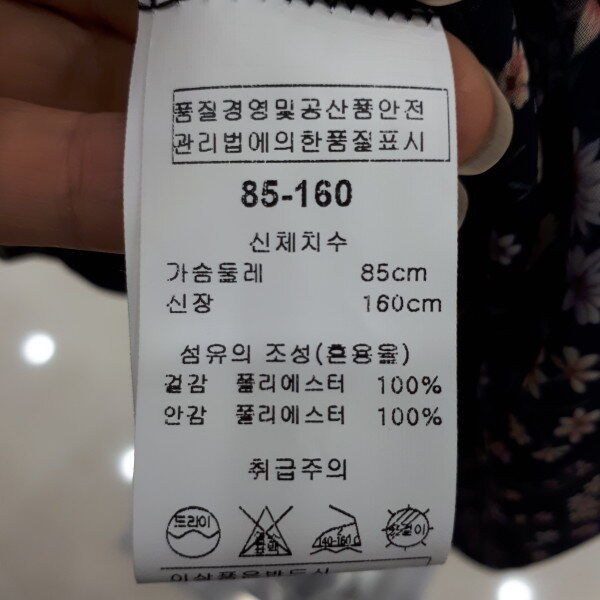 품질경영및공산품안전
관리법에의한품질표시
85-160
신체치수
가슴둘레 85cm
신장 160cm
섬유의 조성(혼용율)
겉감 폴리에스터 100%
안감 폴리에스터 100%
취급주의
드라이 140-160℃ 옷걸이